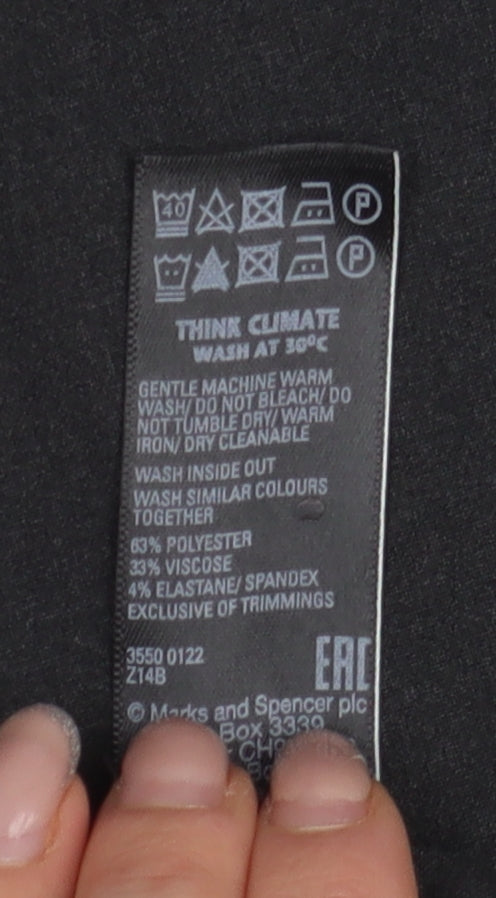 40 P
P
THINK CLIMATE
WASH AT 30ºC
GENTLE MACHINE WARM
WASH/ DO NOT BLEACH/ DO
NOT TUMBLE DRY/ WARM
IRON/ DRY CLEANABLE
WASH INSIDE OUT
WASH SIMILAR COLOURS
TOGETHER
63% POLYESTER
33% VISCOSE
4% ELASTANE/ SPANDEX
EXCLUSIVE OF TRIMMINGS
3550 0122
Z14B
EAC
© Marks and Spencer plc
Box 3339